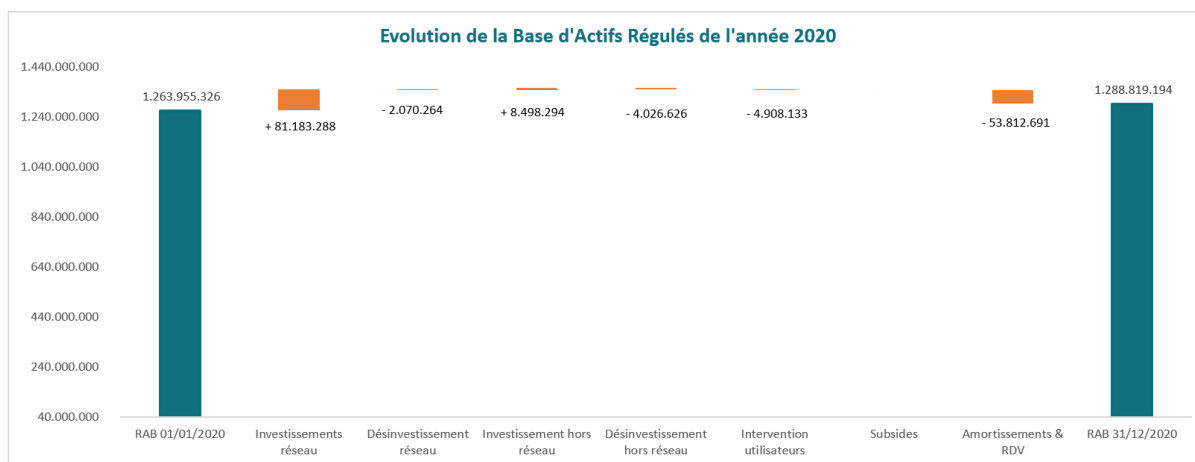 Evolution de la Base d'Actifs Régulés de l'année 2020
1.440.000.000
1.240.000.000
1.040.000.000
840.000.000
640.000.000
440.000.000
240.000.000
40.000.000
1.263.955.326
+ 81.183.288
- 2.070.264
+ 8.498.294
- 4.026.626
- 4.908.133
- 53.812.691
1.288.819.194
RAB 01/01/2020
Investissements
réseau
Désinvestissement
réseau
Investissement hors
réseau
Désinvestissement
hors réseau
Intervention
utilisateurs
Subsides
Amortissements &
RDV
RAB 31/12/2020